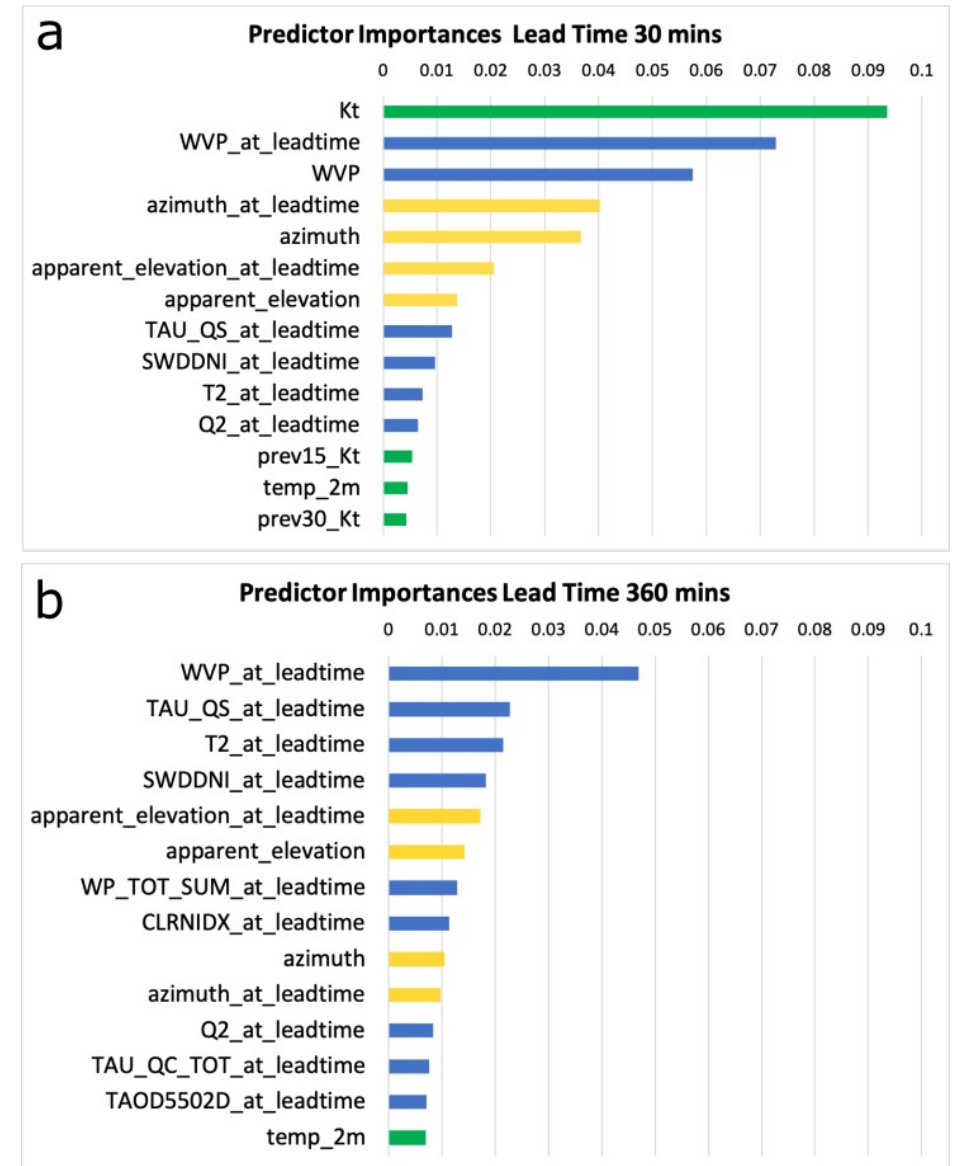 a
Predictor Importances Lead Time 30 mins
0 0.01 0.02 0.03 0.04 0.05 0.06 0.07 0.08 0.09 0.1
Kt
WVP_at_leadtime
WVP
azimuth_at_leadtime
azimuth
apparent_elevation_at_leadtime
apparent_elevation
TAU_QS_at_leadtime
SWDDNI_at_leadtime
T2_at_leadtime
Q2_at_leadtime
prev15_Kt
temp_2m
prev30_Kt
b
Predictor Importances Lead Time 360 mins
0 0.01 0.02 0.03 0.04 0.05 0.06 0.07 0.08 0.09 0.1
WVP_at_leadtime
TAU_QS_at_leadtime
T2_at_leadtime
SWDDNI_at_leadtime
apparent_elevation_at_leadtime
apparent_elevation
WP_TOT_SUM_at_leadtime
CLRNIDX_at_leadtime
azimuth
azimuth_at_leadtime
Q2_at_leadtime
TAU_QC_TOT_at_leadtime
TAOD5502D_at_leadtime
temp_2m